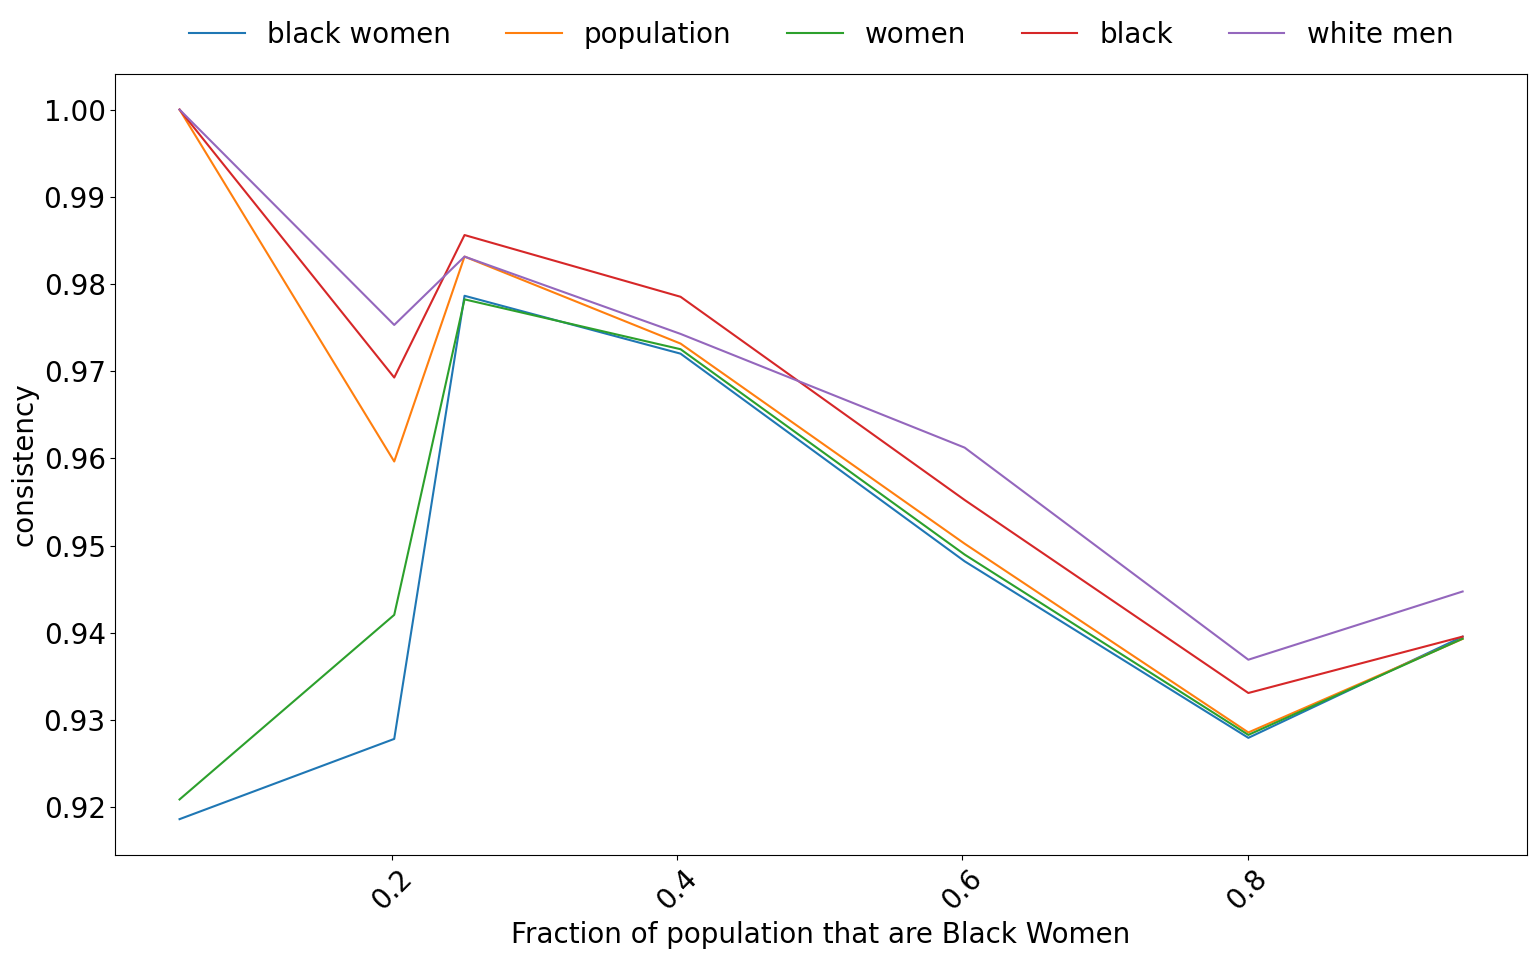 black women population women black white men
1.00
0.99
0.98
0.97
0.96
0.95
0.94
0.93
0.92
consistency
0.2 0.4 0.6 0.8
Fraction of population that are Black Women